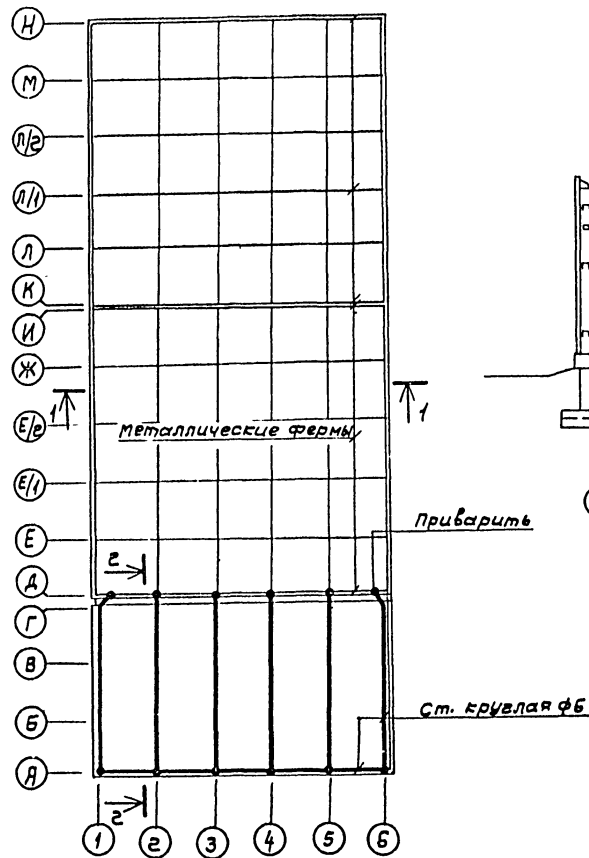 Н
М
Л/2
Л/1
Л
К
И
Ж
1
1
Е/2
Металлические фермы
Е/1
Приварить
Е
2
Д
Г
В
Б
Ст. круглая ф6
А
2
1
2
3
4
5
6